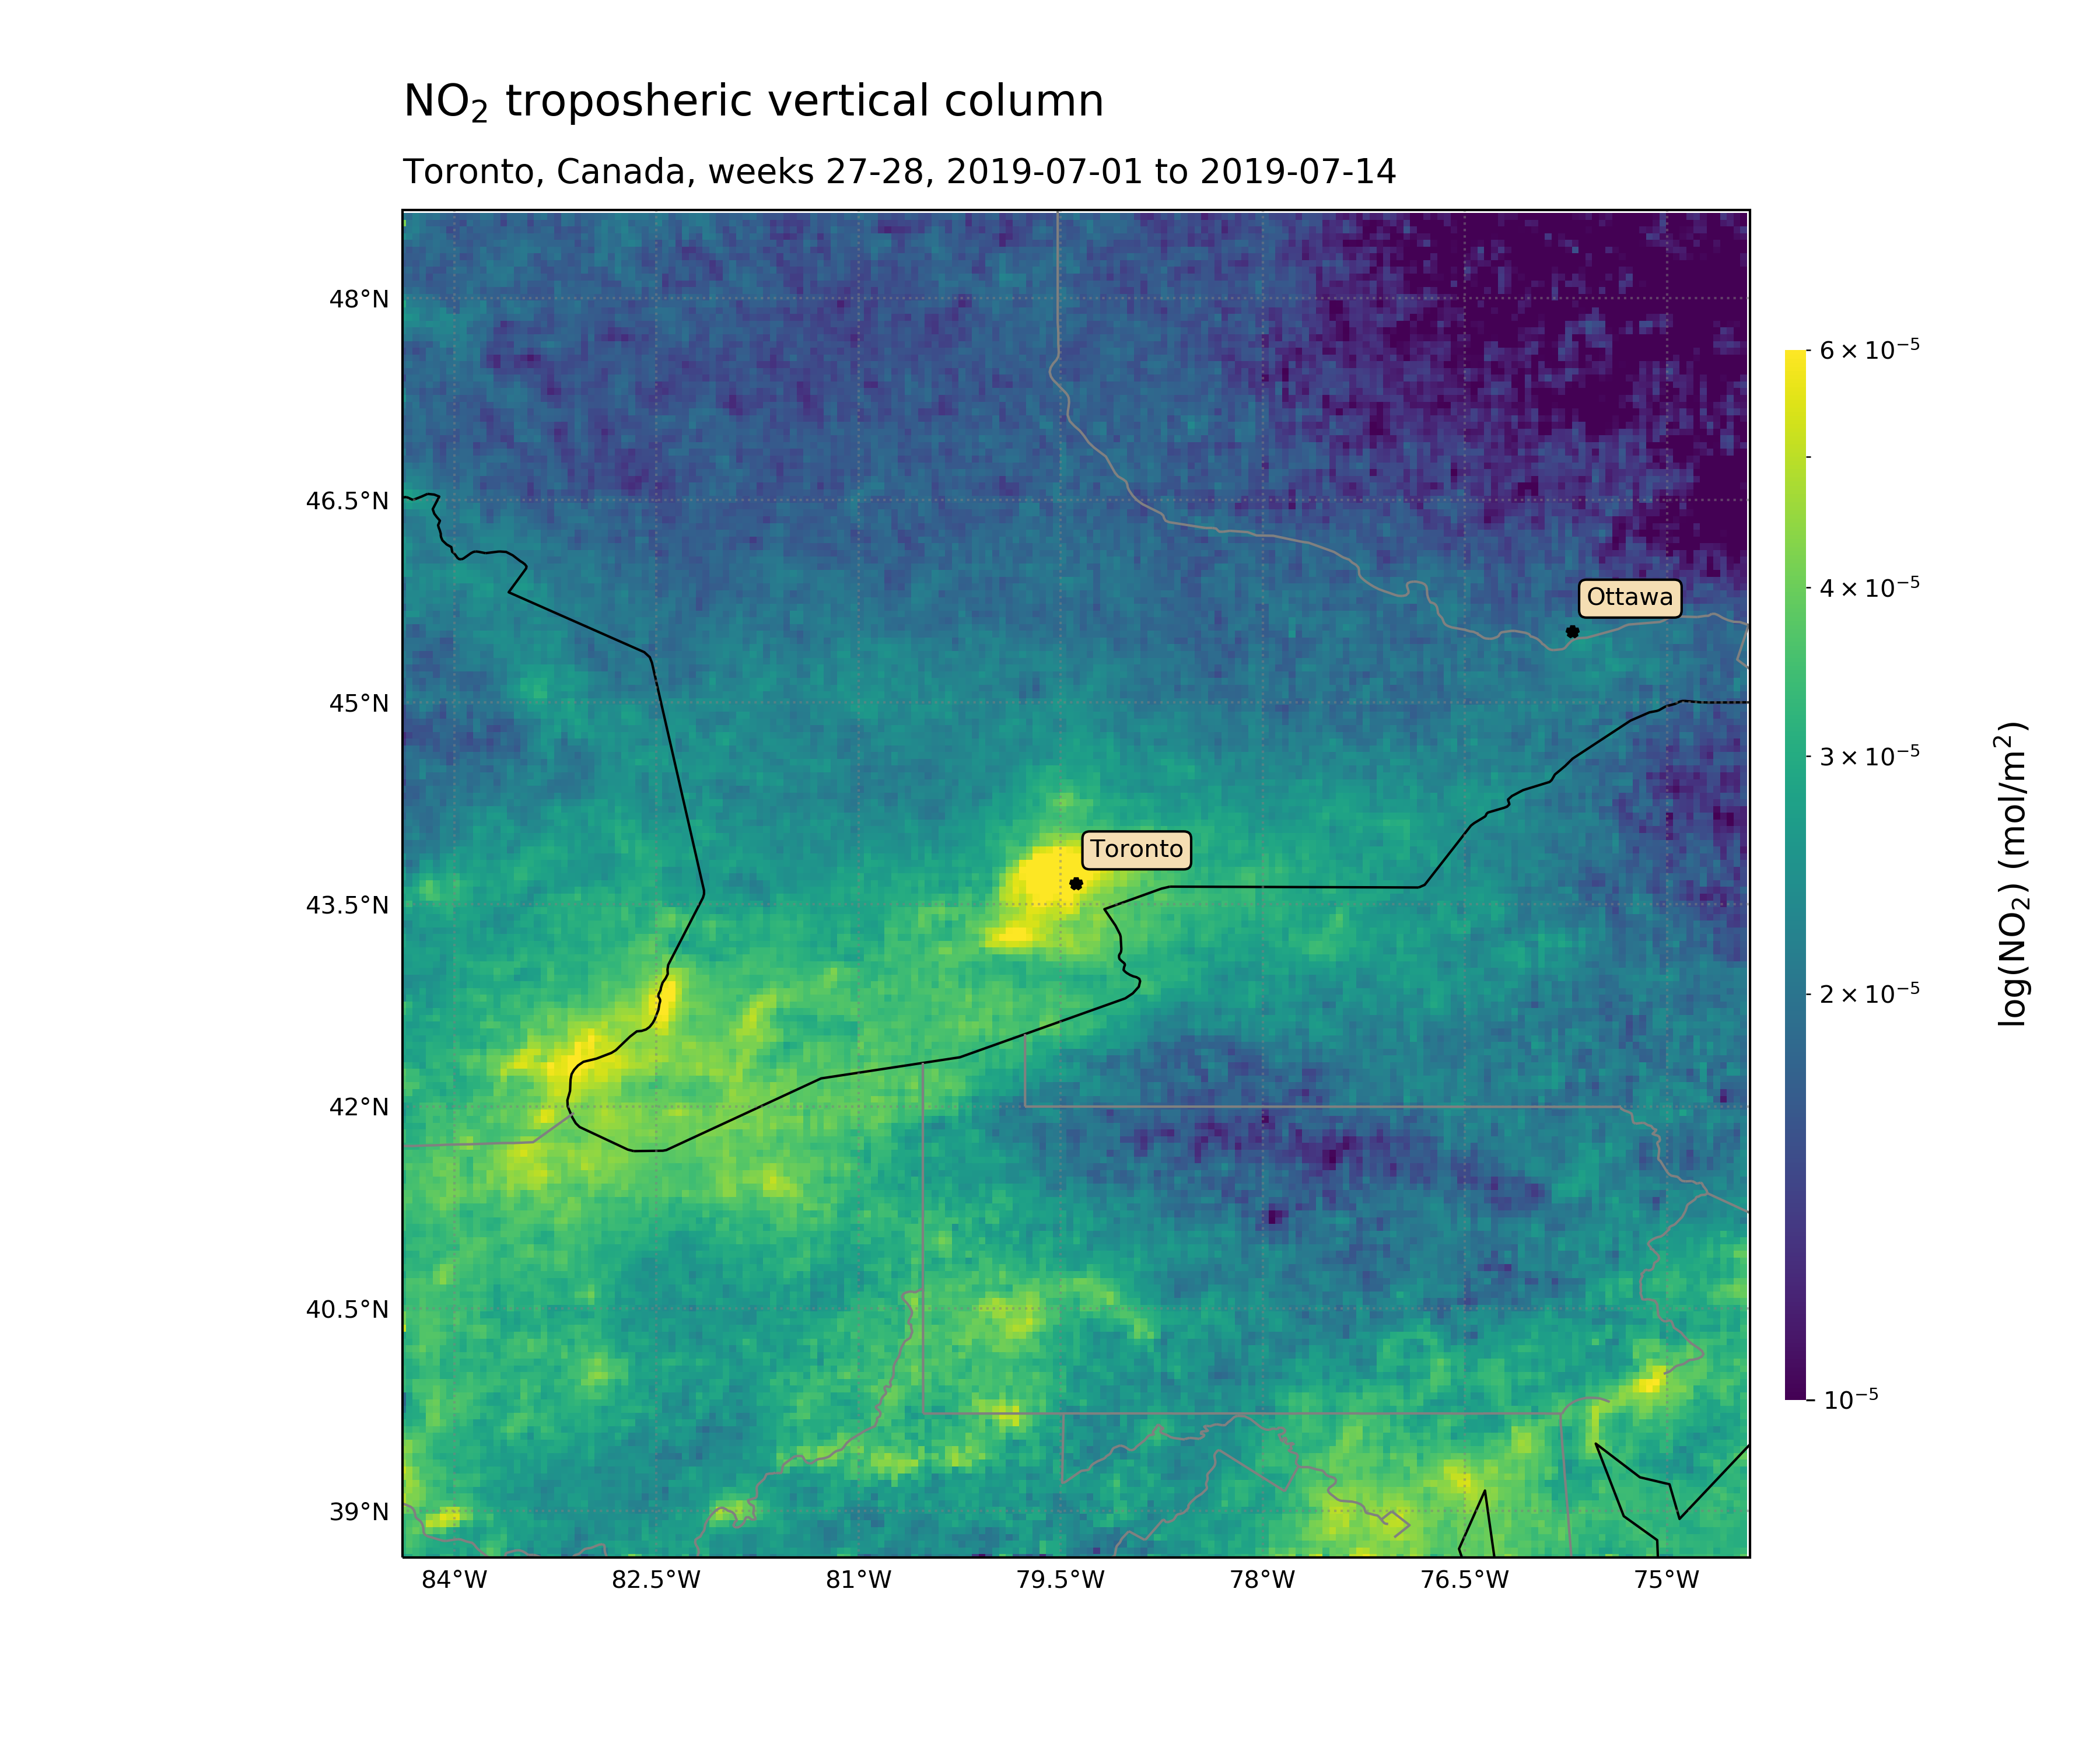 NO₂ troposheric vertical column
Toronto, Canada, weeks 27-28, 2019-07-01 to 2019-07-14
48°N
46.5°N
45°N
43.5°N
42°N
40.5°N
39°N
84°W
82.5°W
81°W
79.5°W
78°W
76.5°W
75°W
Ottawa
Toronto
6 × 10⁻⁵
4 × 10⁻⁵
3 × 10⁻⁵
2 × 10⁻⁵
10⁻⁵
log(NO₂) (mol/m²)